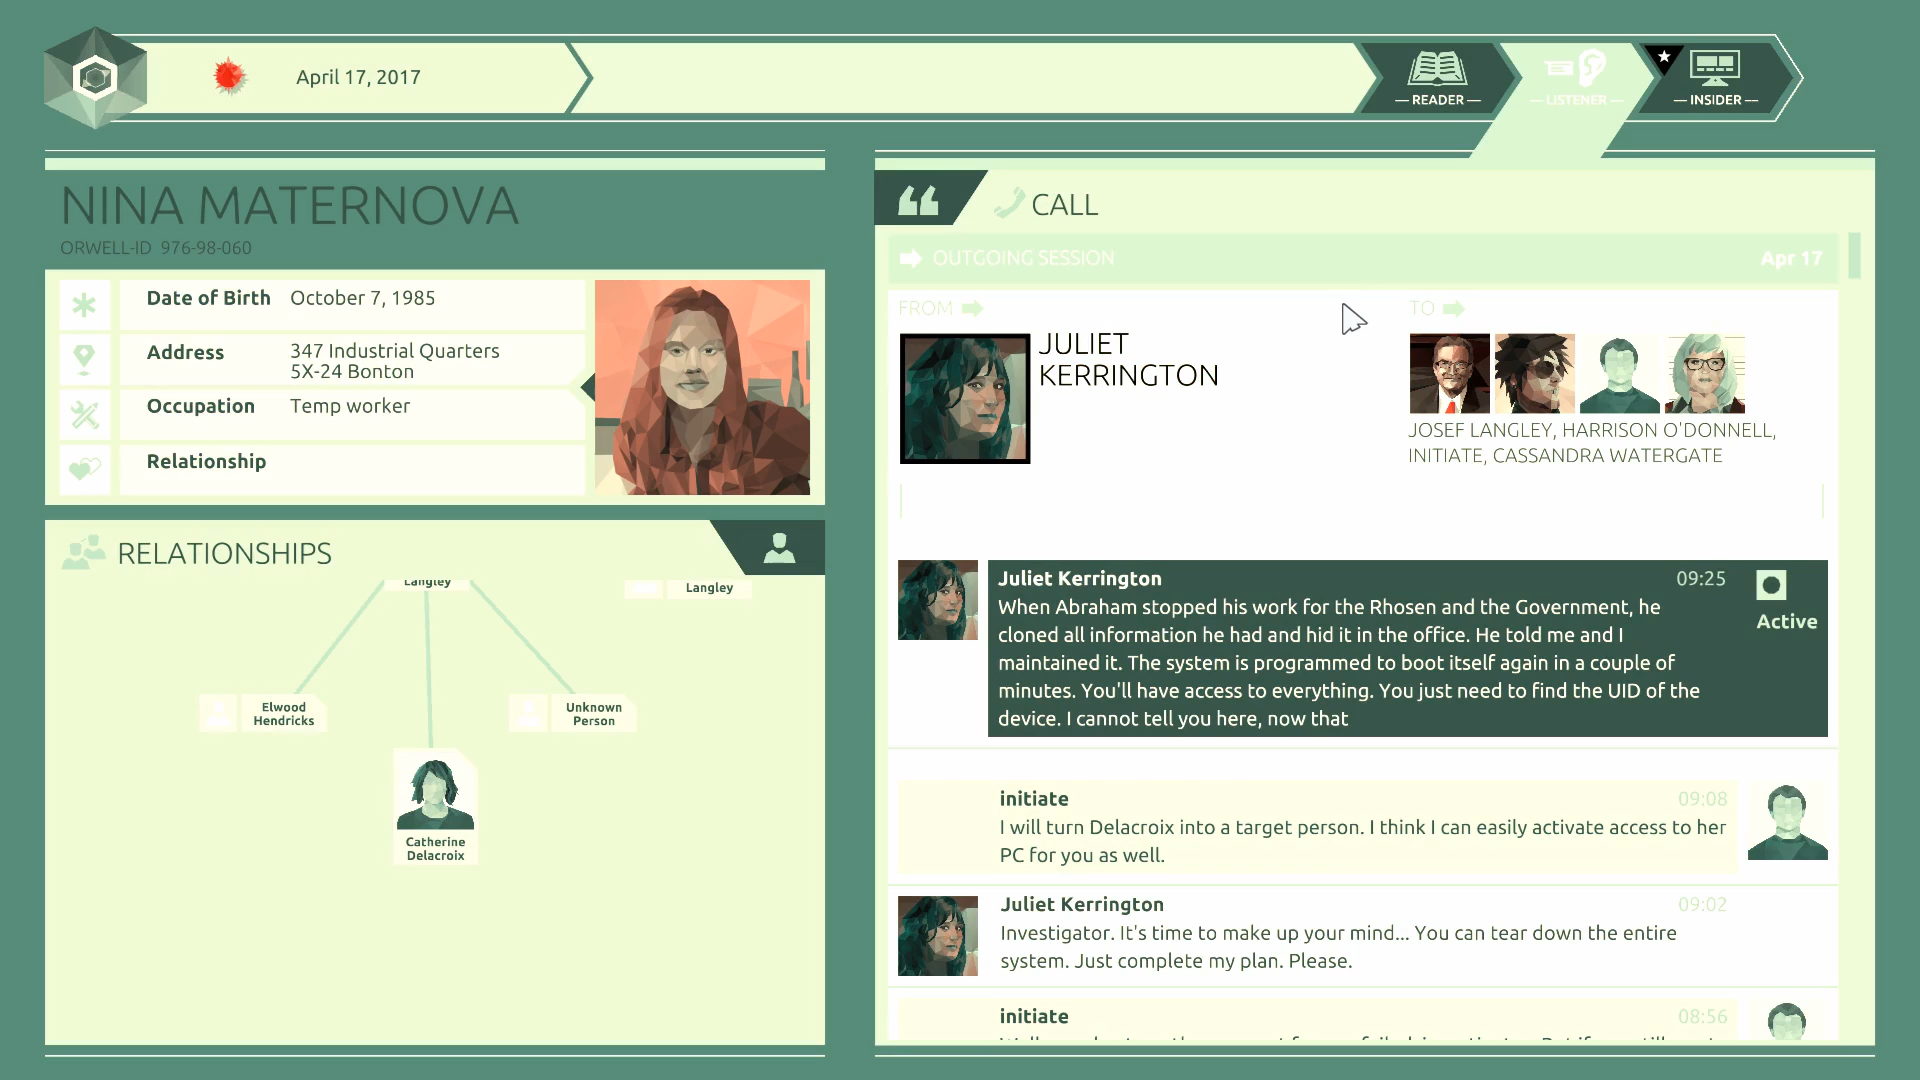 April 17, 2017
READER
LISTENER
INSIDER
NINA MATERNOVA
ORWELL-ID 976-98-060
Date of Birth October 7, 1985
Address 347 Industrial Quarters
5X-24 Bonton
Occupation Temp worker
Relationship
RELATIONSHIPS
Langley
Langley
Elwood
Hendricks
Unknown
Person
Catherine
Delacroix
CALL
OUTGOING SESSION Apr 17
FROM
TO
JULIET
KERRINGTON
JOSEF LANGLEY, HARRISON O'DONNELL,
INITIATE, CASSANDRA WATERGATE
Juliet Kerrington 09:25
Active
When Abraham stopped his work for the Rhosen and the Government, he
cloned all information he had and hid it in the office. He told me and I
maintained it. The system is programmed to boot itself again in a couple of
minutes. You'll have access to everything. You just need to find the UID of the
device. I cannot tell you here, now that
initiate 09:08
I will turn Delacroix into a target person. I think I can easily activate access to her
PC for you as well.
Juliet Kerrington 09:02
Investigator. It's time to make up your mind... You can tear down the entire
system. Just complete my plan. Please.
initiate 08:56